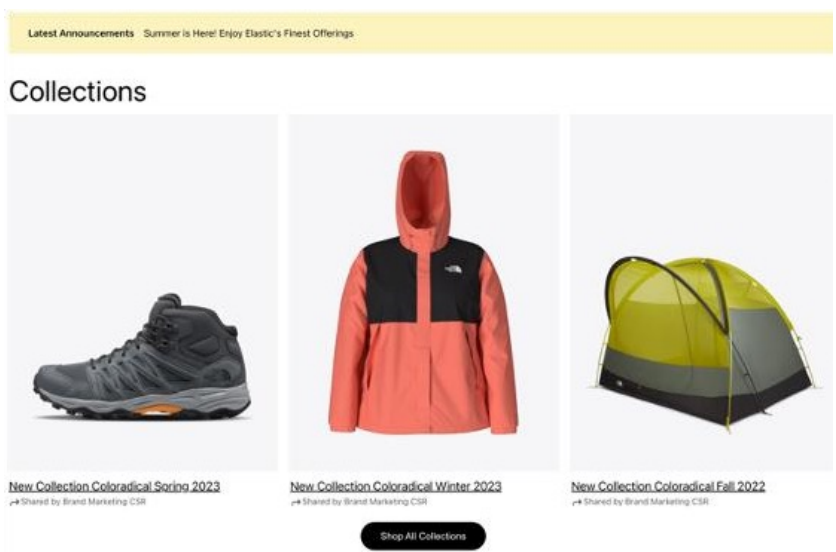 Latest Announcements Summer is Here! Enjoy Elastic's Finest Offerings
Collections
New Collection Coloradical Spring 2023
Shared by Brand Marketing CSR
New Collection Coloradical Winter 2023
Shared by Brand Marketing CSR
New Collection Coloradical Fall 2022
Shared by Brand Marketing CSR
Shop All Collections